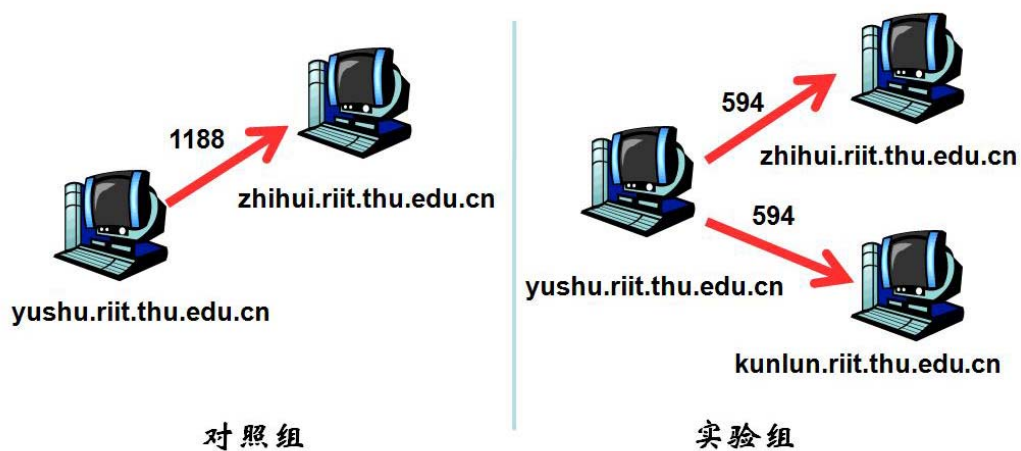 1188
zhihui.riit.thu.edu.cn
yushu.riit.thu.edu.cn
对照组
594
zhihui.riit.thu.edu.cn
594
yushu.riit.thu.edu.cn
kunlun.riit.thu.edu.cn
实验组